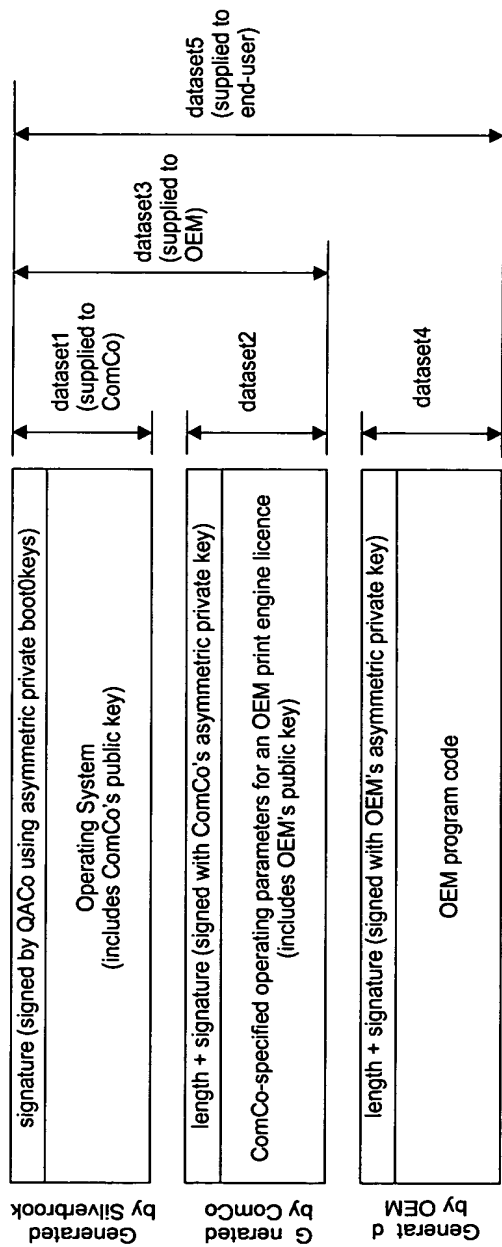 Generated
by Silverbrook
signature (signed by QACo using asymmetric private boot0keys)
Operating System
(includes ComCo's public key)
dataset1
(supplied to
ComCo)
dataset3
(supplied to
OEM)
dataset5
(supplied to
end-user)
G nerated
by ComCo
length + signature (signed with ComCo's asymmetric private key)
ComCo-specified operating parameters for an OEM print engine licence
(includes OEM's public key)
dataset2
Generat d
by OEM
length + signature (signed with OEM's asymmetric private key)
OEM program code
dataset4